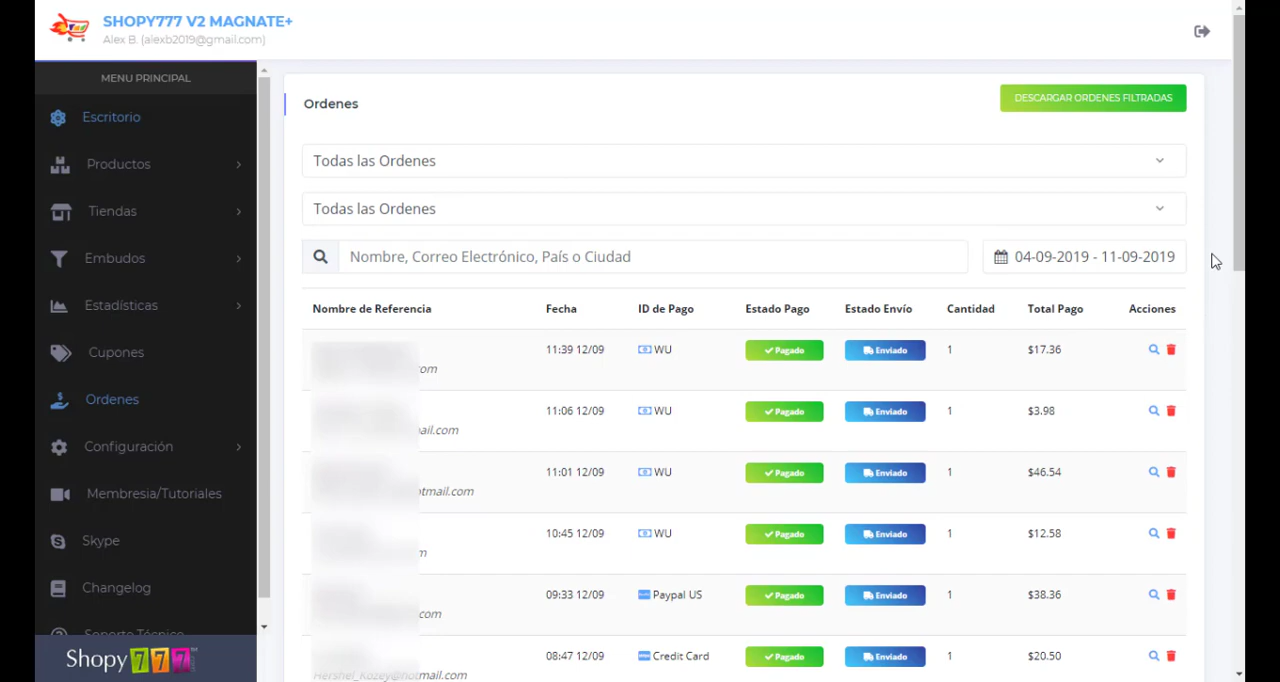 SHOPY777 V2 MAGNATE+
Alex B. (alexb2019@gmail.com)
MENU PRINCIPAL
Escritorio
Productos
Tiendas
Embudos
Estadísticas
Cupones
Ordenes
Configuración
Membresia/Tutoriales
Skype
Changelog
Soporte Técnico
Shopy777
Ordenes
DESCARGAR ORDENES FILTRADAS
Todas las Ordenes
Todas las Ordenes
Nombre, Correo Electrónico, País o Ciudad
04-09-2019 - 11-09-2019
Nombre de Referencia Fecha ID de Pago Estado Pago Estado Envío Cantidad Total Pago Acciones
11:39 12/09 WU Pagado Enviado 1 $17.36
om
11:06 12/09 WU Pagado Enviado 1 $3.98
ail.com
11:01 12/09 WU Pagado Enviado 1 $46.54
tmail.com
10:45 12/09 WU Pagado Enviado 1 $12.58
m
09:33 12/09 Paypal US Pagado Enviado 1 $38.36
com
08:47 12/09 Credit Card Pagado Enviado 1 $20.50
Hershel_Kozey@hotmail.com